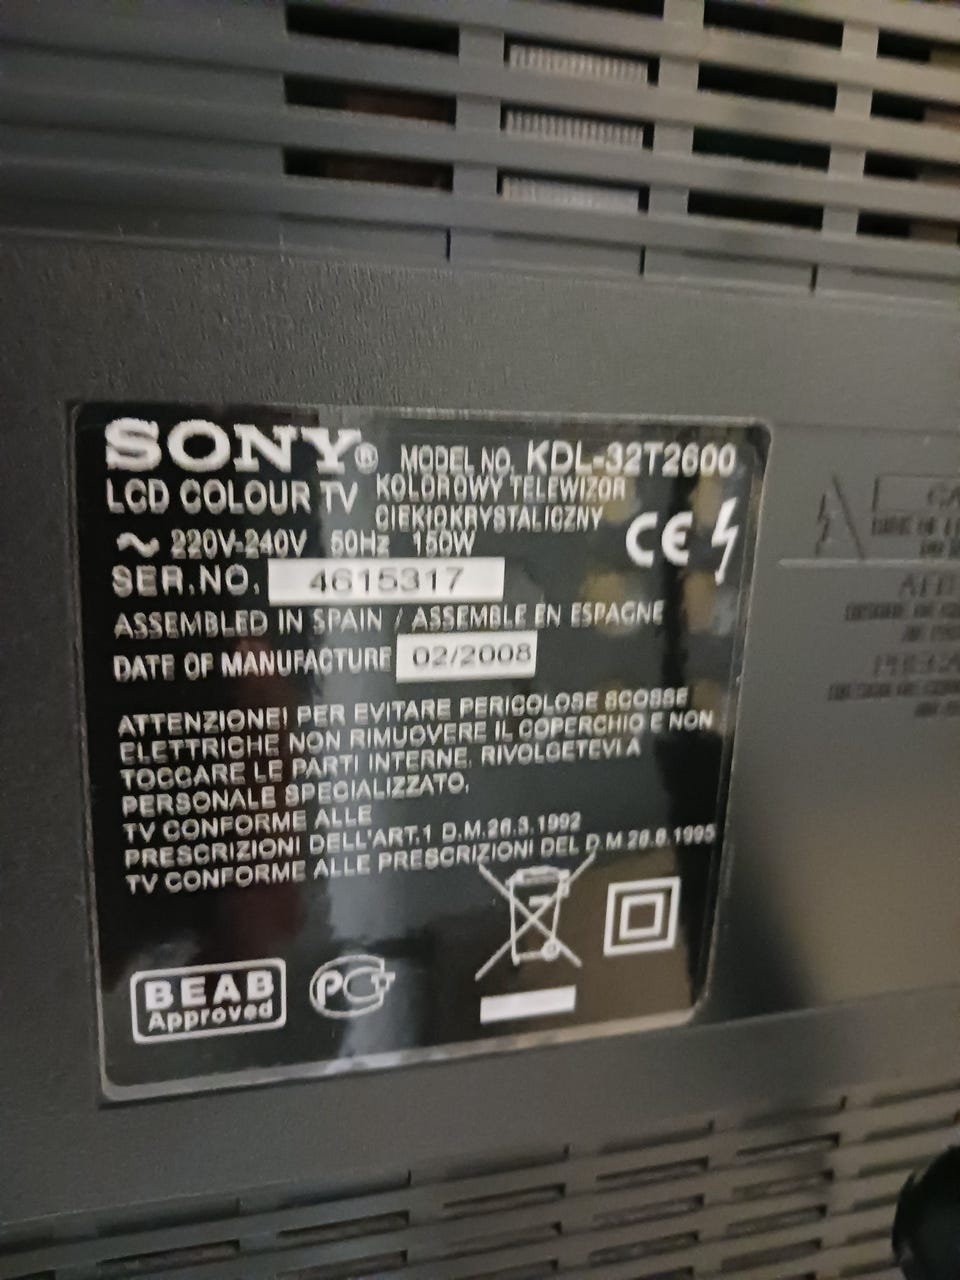 SONY® MODEL NO. KDL-32T2600
LCD COLOUR TV KOLOROWY TELEWIZOR
CIEKŁOKRYSTALICZNY
CE
~ 220V-240V 50Hz 150W
SER.NO. 4615317
ASSEMBLED IN SPAIN / ASSEMBLE EN ESPAGNE
DATE OF MANUFACTURE 02/2008
ATTENZIONE! PER EVITARE PERICOLOSE SCOSSE
ELETTRICHE NON RIMUOVERE IL COPERCHIO E NON
TOCCARE LE PARTI INTERNE, RIVOLGETEVI A
PERSONALE SPECIALIZZATO.
TV CONFORME ALLE
PRESCRIZIONI DELL'ART.1 D.M.26.3.1992
TV CONFORME ALLE PRESCRIZIONI DEL D.M 26.8.1995
BEAB
Approved